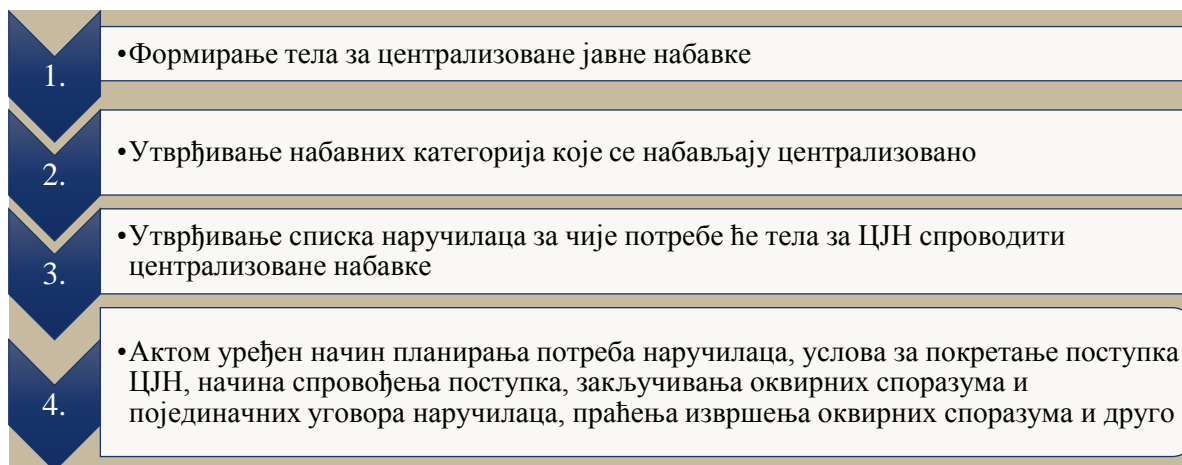 1.
•Формирање тела за централизоване јавне набавке
2.
•Утврђивање набавних категорија које се набављају централизовано
3.
•Утврђивање списка наручилаца за чије потребе ће тела за ЦЈН спроводити
централизоване набавке
4.
•Актом уређен начин планирања потреба наручилаца, услова за покретање поступка
ЦЈН, начина спровођења поступка, закључивања оквирних споразума и
појединачних уговора наручилаца, праћења извршења оквирних споразума и друго